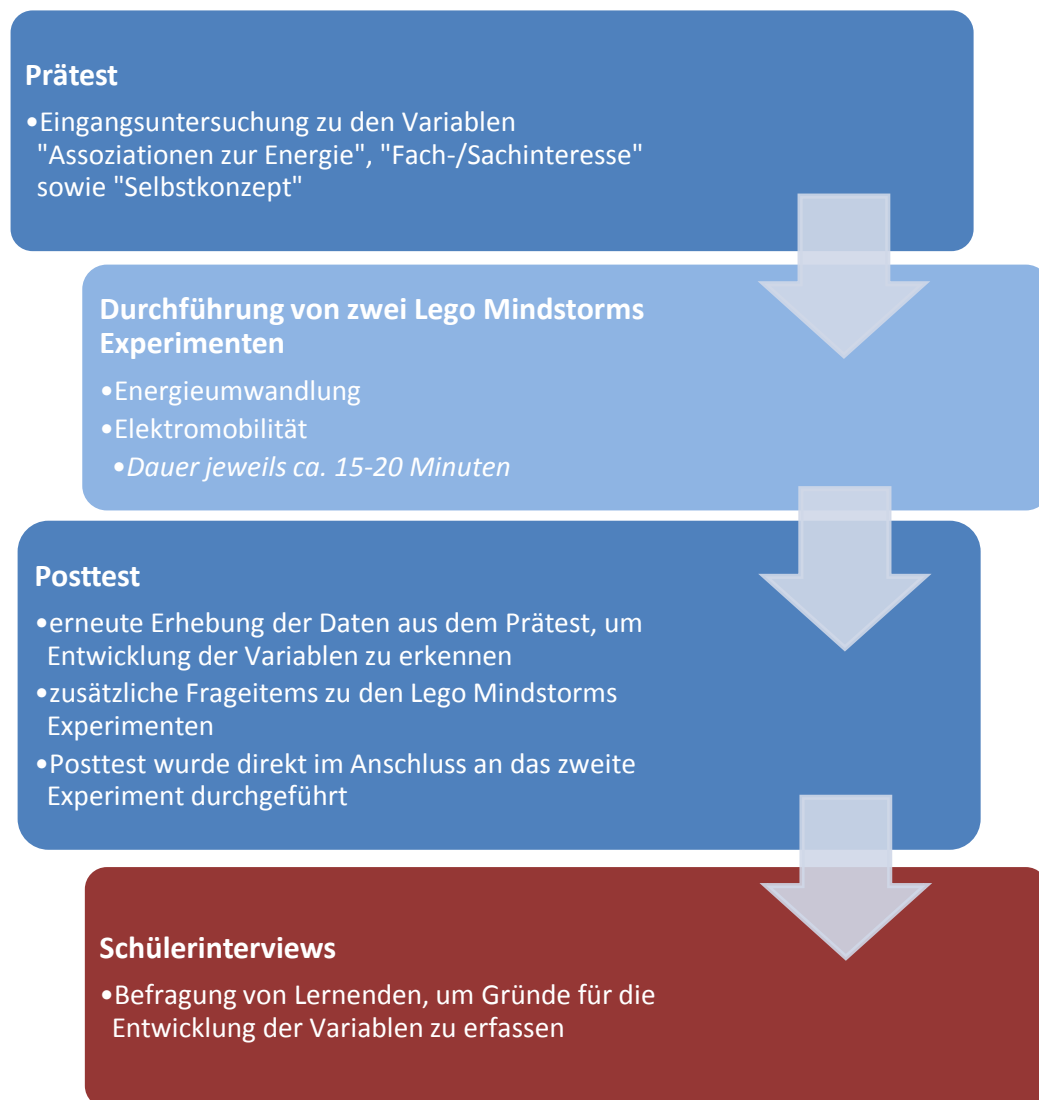 Prätest
•Eingangsuntersuchung zu den Variablen
"Assoziationen zur Energie", "Fach-/Sachinteresse"
sowie "Selbstkonzept"
Durchführung von zwei Lego Mindstorms
Experimenten
•Energieumwandlung
•Elektromobilität
•Dauer jeweils ca. 15-20 Minuten
Posttest
•erneute Erhebung der Daten aus dem Prätest, um
Entwicklung der Variablen zu erkennen
•zusätzliche Frageitems zu den Lego Mindstorms
Experimenten
•Posttest wurde direkt im Anschluss an das zweite
Experiment durchgeführt
Schülerinterviews
•Befragung von Lernenden, um Gründe für die
Entwicklung der Variablen zu erfassen